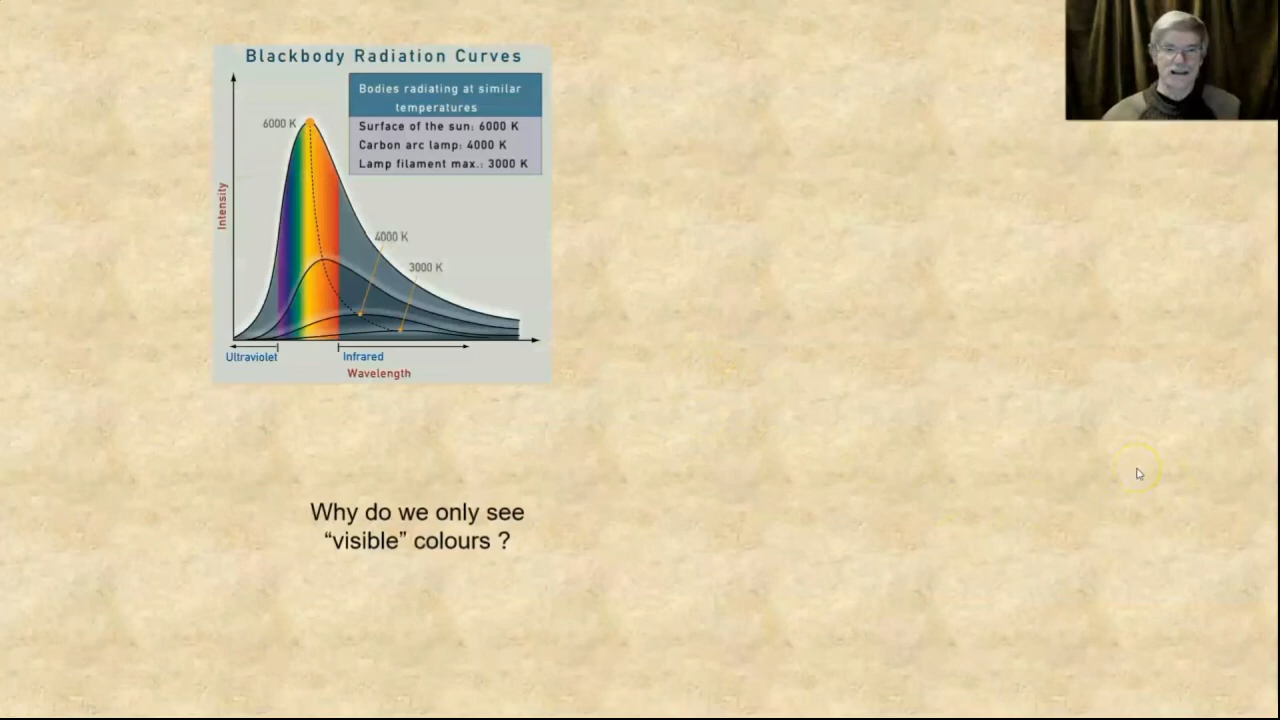 Blackbody Radiation Curves
Bodies radiating at similar
temperatures
Surface of the sun: 6000 K
Carbon arc lamp: 4000 K
Lamp filament max.: 3000 K
6000 K
Intensity
4000 K
3000 K
Ultraviolet
Infrared
Wavelength
Why do we only see
“visible” colours ?